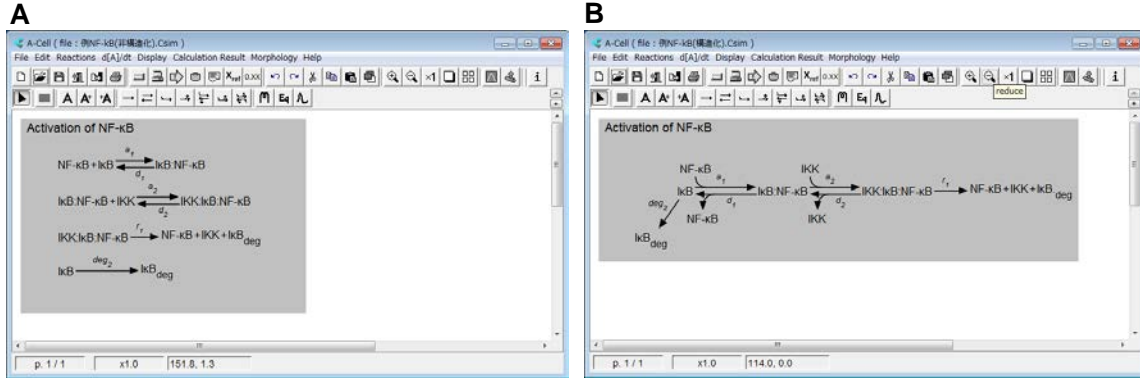 A
A-Cell ( file : 例NF-kB(非構造化).Csim )
File Edit Reactions d[A]/dt Display Calculation Result Morphology Help
×1
i
A A⁺ ⁺A
Eq
Activation of NF-κB
NF-κB+IκB a1 d1 IκB:NF-κB
IκB:NF-κB+IKK a2 d2 IKK:IκB:NF-κB
IKK:IκB:NF-κB r1 NF-κB+IKK+IκBdeg
IκB deg2 IκBdeg
p. 1 / 1 x1.0 151.8, 1.3
B
A-Cell ( file : 例NF-kB(構造化).Csim )
File Edit Reactions d[A]/dt Display Calculation Result Morphology Help
×1
i
reduce
A A⁺ ⁺A
Eq
Activation of NF-κB
NF-κB IKK
IκB a1 d1 IκB:NF-κB a2 d2 IKK:IκB:NF-κB r1 NF-κB+IKK+IκBdeg
deg2 NF-κB IKK
IκBdeg
p. 1 / 1 x1.0 114.0, 0.0